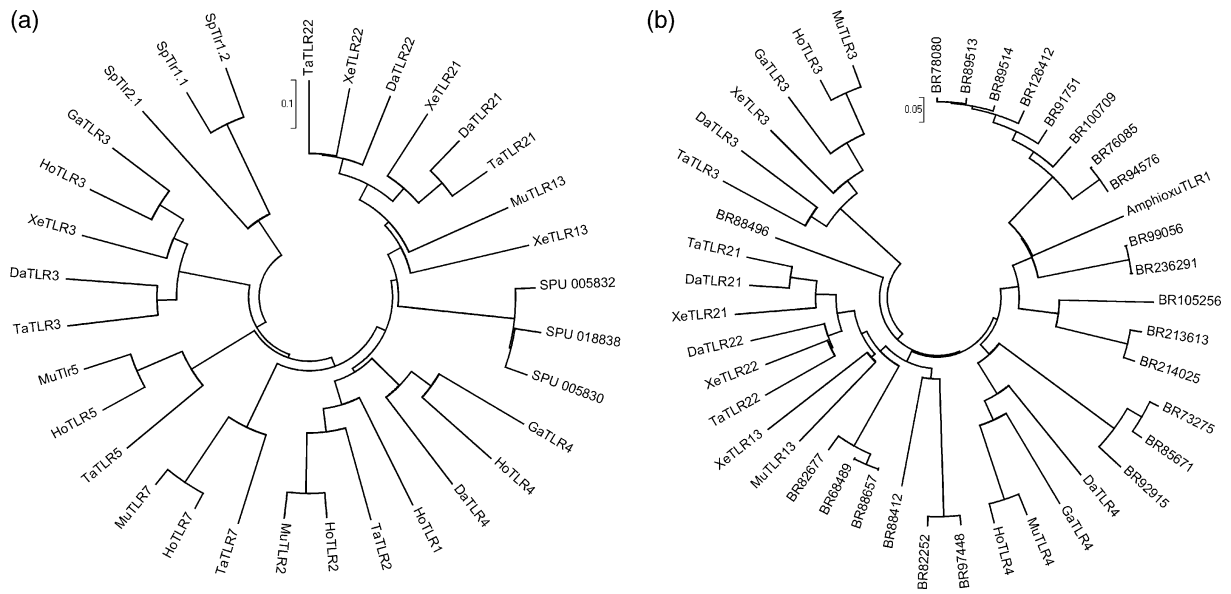 (a)
SpTlr1.2
SpTlr1.1
SpTlr2.1
GaTLR3
HoTLR3
XeTLR3
DaTLR3
TaTLR3
MuTlr5
HoTLR5
TaTLR5
MuTLR7
HoTLR7
TaTLR7
MuTLR2
HoTLR2
TaTLR2
HoTLR1
DaTLR4
HoTLR4
GaTLR4
SPU 005830
SPU 018838
SPU 005832
XeTLR13
MuTLR13
TaTLR21
DaTLR21
XeTLR21
DaTLR22
XeTLR22
TaTLR22
0.1
(b)
MuTLR3
HoTLR3
GaTLR3
XeTLR3
DaTLR3
TaTLR3
BR88496
TaTLR21
DaTLR21
XeTLR21
DaTLR22
XeTLR22
TaTLR22
XeTLR13
MuTLR13
BR82677
BR68489
BR88657
BR88412
BR82252
BR97448
HoTLR4
MuTLR4
GaTLR4
DaTLR4
BR92915
BR85671
BR73275
BR214025
BR213613
BR105256
BR236291
BR99056
AmphioxuTLR1
BR94576
BR76085
BR100709
BR91751
BR126412
BR89514
BR89513
BR78080
0.05